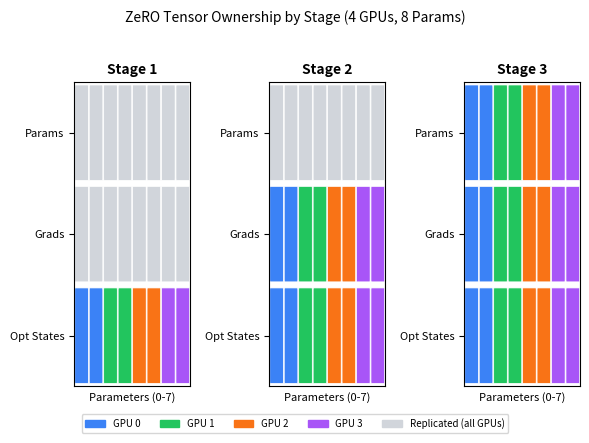 ZeRO Tensor Ownership by Stage (4 GPUs, 8 Params)
Stage 1
Params
Grads
Opt States
Parameters (0-7)
Stage 2
Params
Grads
Opt States
Parameters (0-7)
Stage 3
Params
Grads
Opt States
Parameters (0-7)
GPU 0 GPU 1 GPU 2 GPU 3 Replicated (all GPUs)